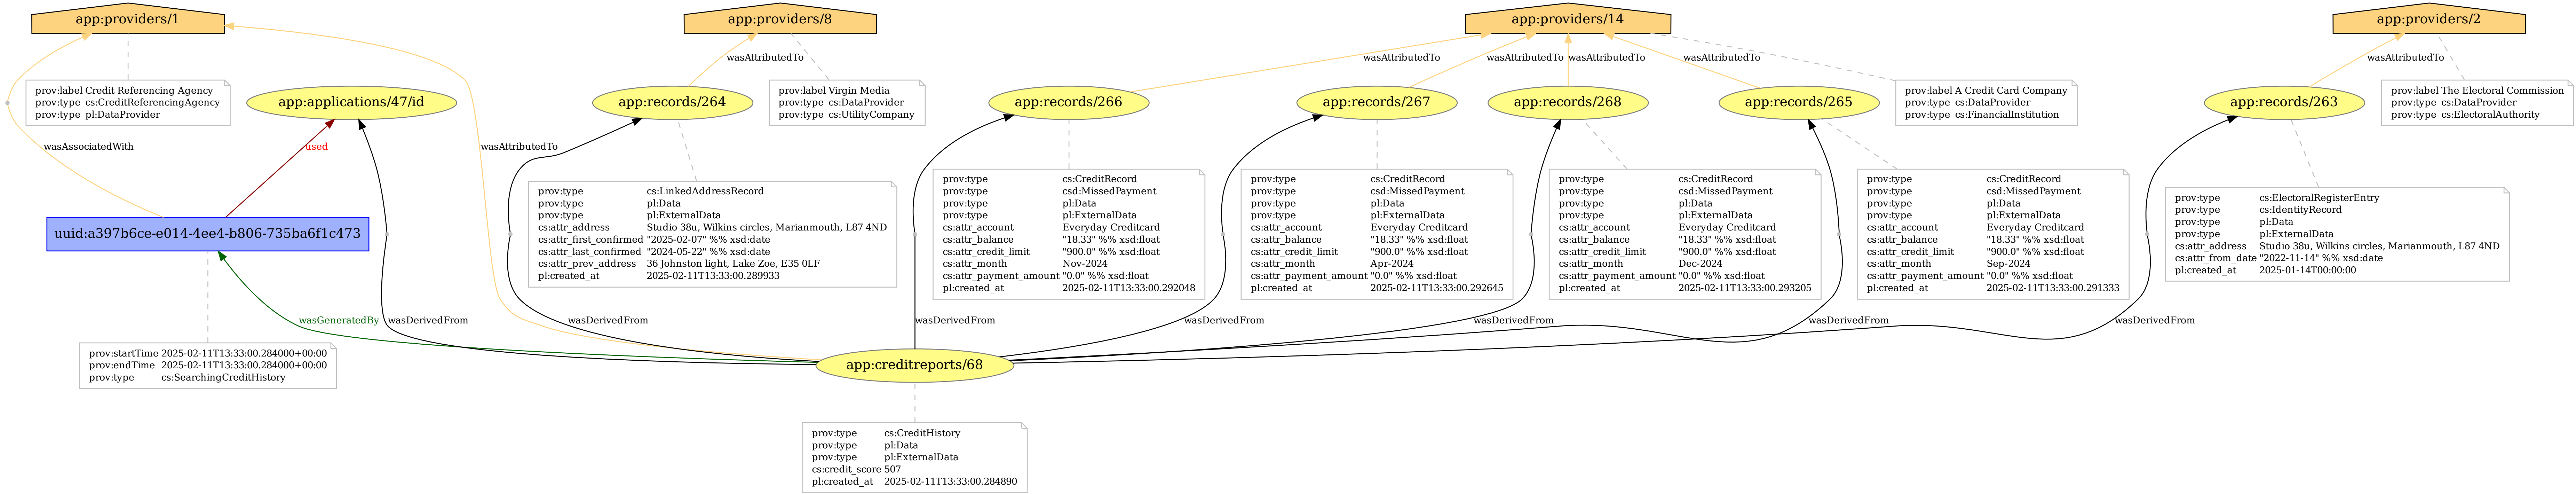 app:providers/1
app:providers/8
app:providers/14
app:providers/2
wasAttributedTo
wasAttributedTo
wasAttributedTo
wasAttributedTo
wasAttributedTo
wasAttributedTo
prov:label Credit Referencing Agency
prov:type cs:CreditReferencingAgency
prov:type pl:DataProvider
app:applications/47/id
app:records/264
prov:label Virgin Media
prov:type cs:DataProvider
prov:type cs:UtilityCompany
app:records/266
app:records/267
app:records/268
app:records/265
prov:label A Credit Card Company
prov:type cs:DataProvider
prov:type cs:FinancialInstitution
app:records/263
prov:label The Electoral Commission
prov:type cs:DataProvider
prov:type cs:ElectoralAuthority
wasAssociatedWith
used
wasAttributedTo
uuid:a397b6ce-e014-4ee4-b806-735ba6f1c473
prov:type cs:LinkedAddressRecord
prov:type pl:Data
prov:type pl:ExternalData
cs:attr_address Studio 38u, Wilkins circles, Marianmouth, L87 4ND
cs:attr_first_confirmed "2025-02-07" %% xsd:date
cs:attr_last_confirmed "2024-05-22" %% xsd:date
cs:attr_prev_address 36 Johnston light, Lake Zoe, E35 0LF
pl:created_at 2025-02-11T13:33:00.289933
prov:type cs:CreditRecord
prov:type csd:MissedPayment
prov:type pl:Data
prov:type pl:ExternalData
cs:attr_account Everyday Creditcard
cs:attr_balance "18.33" %% xsd:float
cs:attr_credit_limit "900.0" %% xsd:float
cs:attr_month Nov-2024
cs:attr_payment_amount "0.0" %% xsd:float
pl:created_at 2025-02-11T13:33:00.292048
prov:type cs:CreditRecord
prov:type csd:MissedPayment
prov:type pl:Data
prov:type pl:ExternalData
cs:attr_account Everyday Creditcard
cs:attr_balance "18.33" %% xsd:float
cs:attr_credit_limit "900.0" %% xsd:float
cs:attr_month Apr-2024
cs:attr_payment_amount "0.0" %% xsd:float
pl:created_at 2025-02-11T13:33:00.292645
prov:type cs:CreditRecord
prov:type csd:MissedPayment
prov:type pl:Data
prov:type pl:ExternalData
cs:attr_account Everyday Creditcard
cs:attr_balance "18.33" %% xsd:float
cs:attr_credit_limit "900.0" %% xsd:float
cs:attr_month Dec-2024
cs:attr_payment_amount "0.0" %% xsd:float
pl:created_at 2025-02-11T13:33:00.293205
prov:type cs:CreditRecord
prov:type csd:MissedPayment
prov:type pl:Data
prov:type pl:ExternalData
cs:attr_account Everyday Creditcard
cs:attr_balance "18.33" %% xsd:float
cs:attr_credit_limit "900.0" %% xsd:float
cs:attr_month Sep-2024
cs:attr_payment_amount "0.0" %% xsd:float
pl:created_at 2025-02-11T13:33:00.291333
prov:type cs:ElectoralRegisterEntry
prov:type cs:IdentityRecord
prov:type pl:Data
prov:type pl:ExternalData
cs:attr_address Studio 38u, Wilkins circles, Marianmouth, L87 4ND
cs:attr_from_date "2022-11-14" %% xsd:date
pl:created_at 2025-01-14T00:00:00
wasGeneratedBy
wasDerivedFrom
wasDerivedFrom
wasDerivedFrom
wasDerivedFrom
wasDerivedFrom
wasDerivedFrom
wasDerivedFrom
prov:startTime 2025-02-11T13:33:00.284000+00:00
prov:endTime 2025-02-11T13:33:00.284000+00:00
prov:type cs:SearchingCreditHistory
app:creditreports/68
prov:type cs:CreditHistory
prov:type pl:Data
prov:type pl:ExternalData
cs:credit_score 507
pl:created_at 2025-02-11T13:33:00.284890